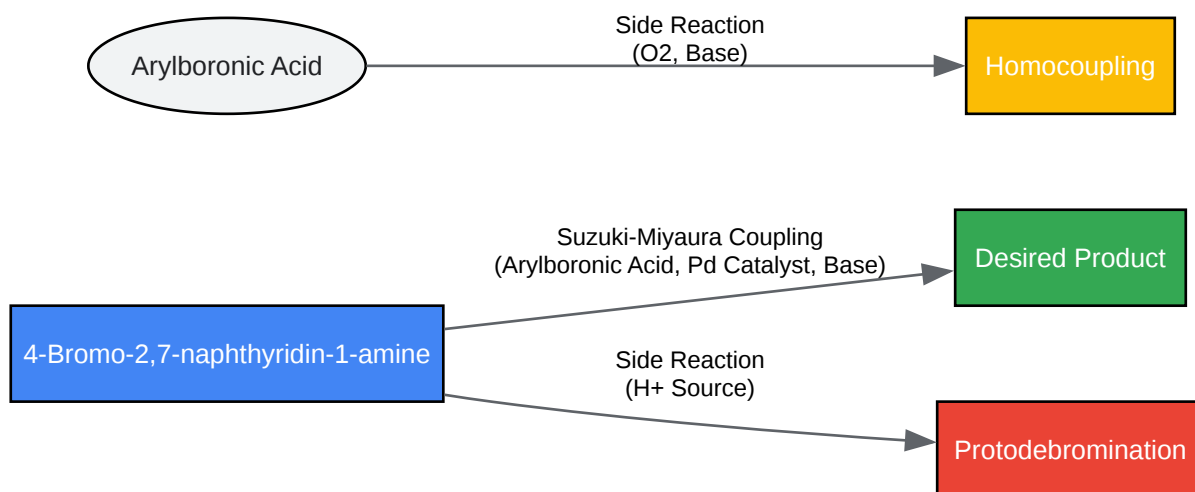 Side Reaction
(O2, Base)
Arylboronic Acid
Homocoupling
Suzuki-Miyaura Coupling
(Arylboronic Acid, Pd Catalyst, Base)
Desired Product
4-Bromo-2,7-naphthyridin-1-amine
Side Reaction
(H+ Source)
Protodebromination